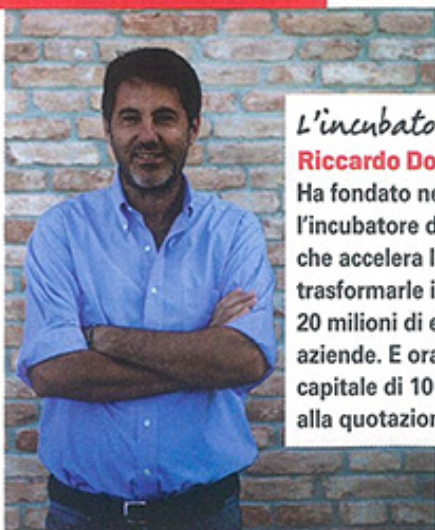 L'incubato
Riccardo Do
Ha fondato ne
l'incubatore d
che accelera l
trasformarle i
20 milioni di e
aziende. E ora
capitale di 10
alla quotazion